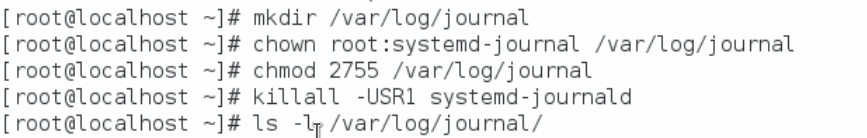 [root@localhost ~]# mkdir /var/log/journal
[root@localhost ~]# chown root:systemd-journal /var/log/journal
[root@localhost ~]# chmod 2755 /var/log/journal
[root@localhost ~]# killall -USR1 systemd-journald
[root@localhost ~]# ls -l /var/log/journal/